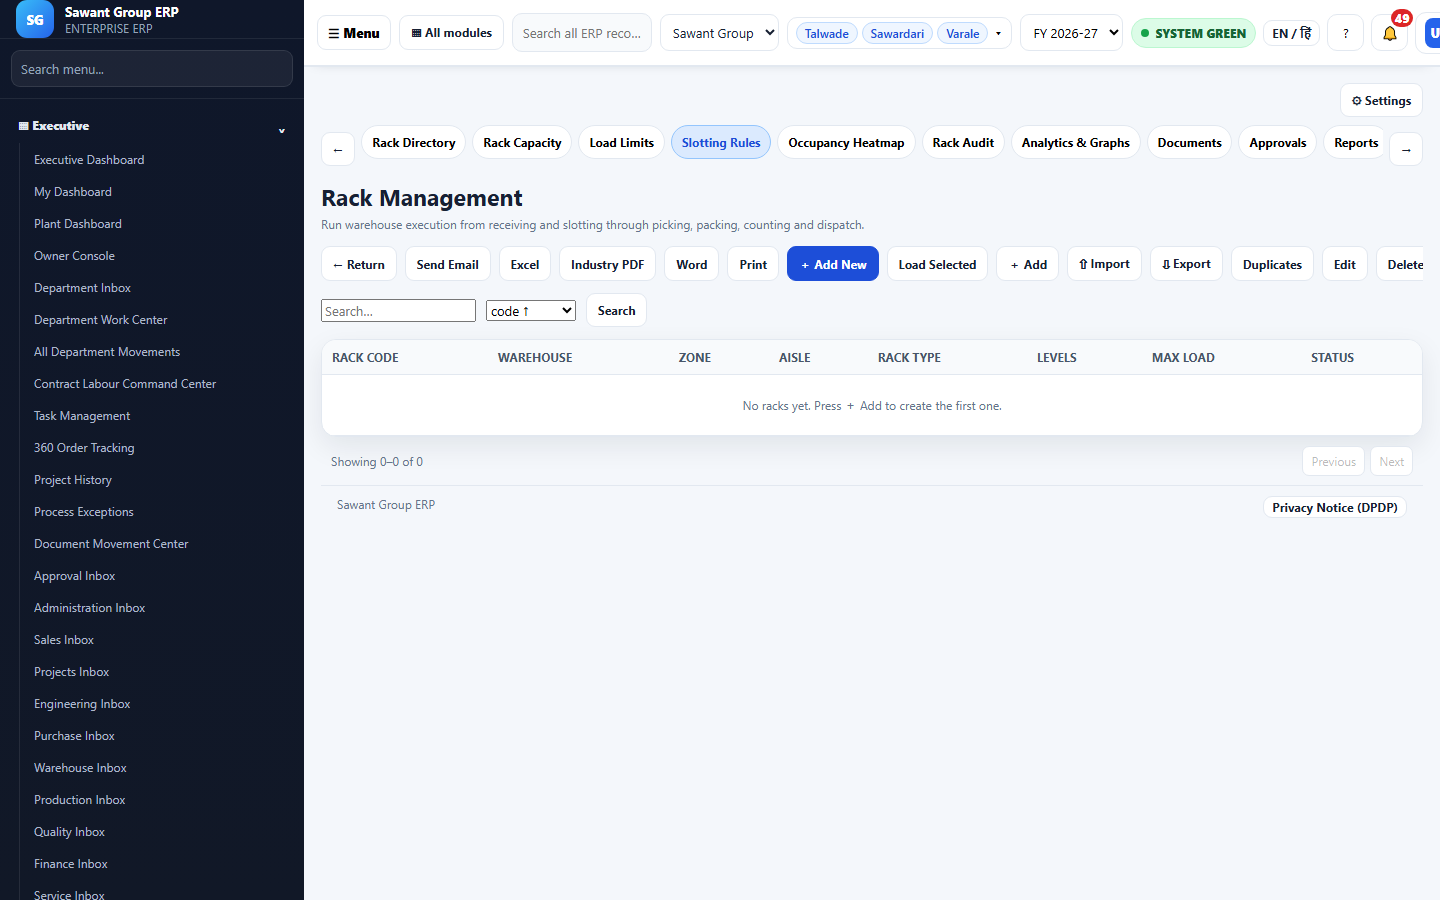 SG
Sawant Group ERP
ENTERPRISE ERP
☰ Menu
All modules
Search all ERP reco...
Sawant Group
Talwade
Sawardari
Varale
FY 2026-27
SYSTEM GREEN
EN / हिं
?
49
U
Search menu...
⚙ Settings
Executive
Executive Dashboard
My Dashboard
Plant Dashboard
Owner Console
Department Inbox
Department Work Center
All Department Movements
Contract Labour Command Center
Task Management
360 Order Tracking
Project History
Process Exceptions
Document Movement Center
Approval Inbox
Administration Inbox
Sales Inbox
Projects Inbox
Engineering Inbox
Purchase Inbox
Warehouse Inbox
Production Inbox
Quality Inbox
Finance Inbox
Service Inbox
←
Rack Directory
Rack Capacity
Load Limits
Slotting Rules
Occupancy Heatmap
Rack Audit
Analytics & Graphs
Documents
Approvals
Reports
→
Rack Management
Run warehouse execution from receiving and slotting through picking, packing, counting and dispatch.
← Return
Send Email
Excel
Industry PDF
Word
Print
+ Add New
Load Selected
+ Add
⇧ Import
⇩ Export
Duplicates
Edit
Delete
Search...
code ↑
Search
RACK CODE WAREHOUSE ZONE AISLE RACK TYPE LEVELS MAX LOAD STATUS
No racks yet. Press + Add to create the first one.
Showing 0–0 of 0
Previous
Next
Sawant Group ERP
Privacy Notice (DPDP)